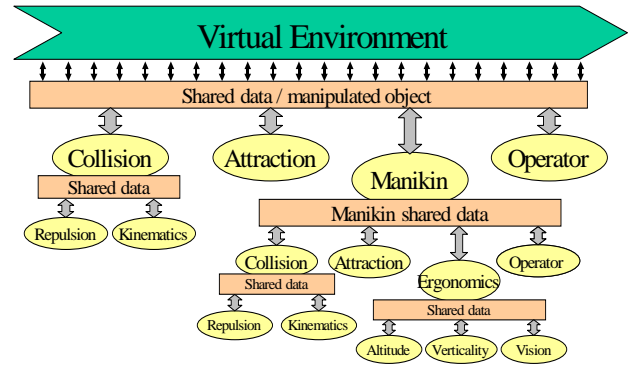 Virtual Environment
Shared data / manipulated object
Collision
Attraction
Manikin
Operator
Shared data
Repulsion
Kinematics
Manikin shared data
Collision
Attraction
Ergonomics
Operator
Shared data
Repulsion
Kinematics
Shared data
Altitude
Verticality
Vision